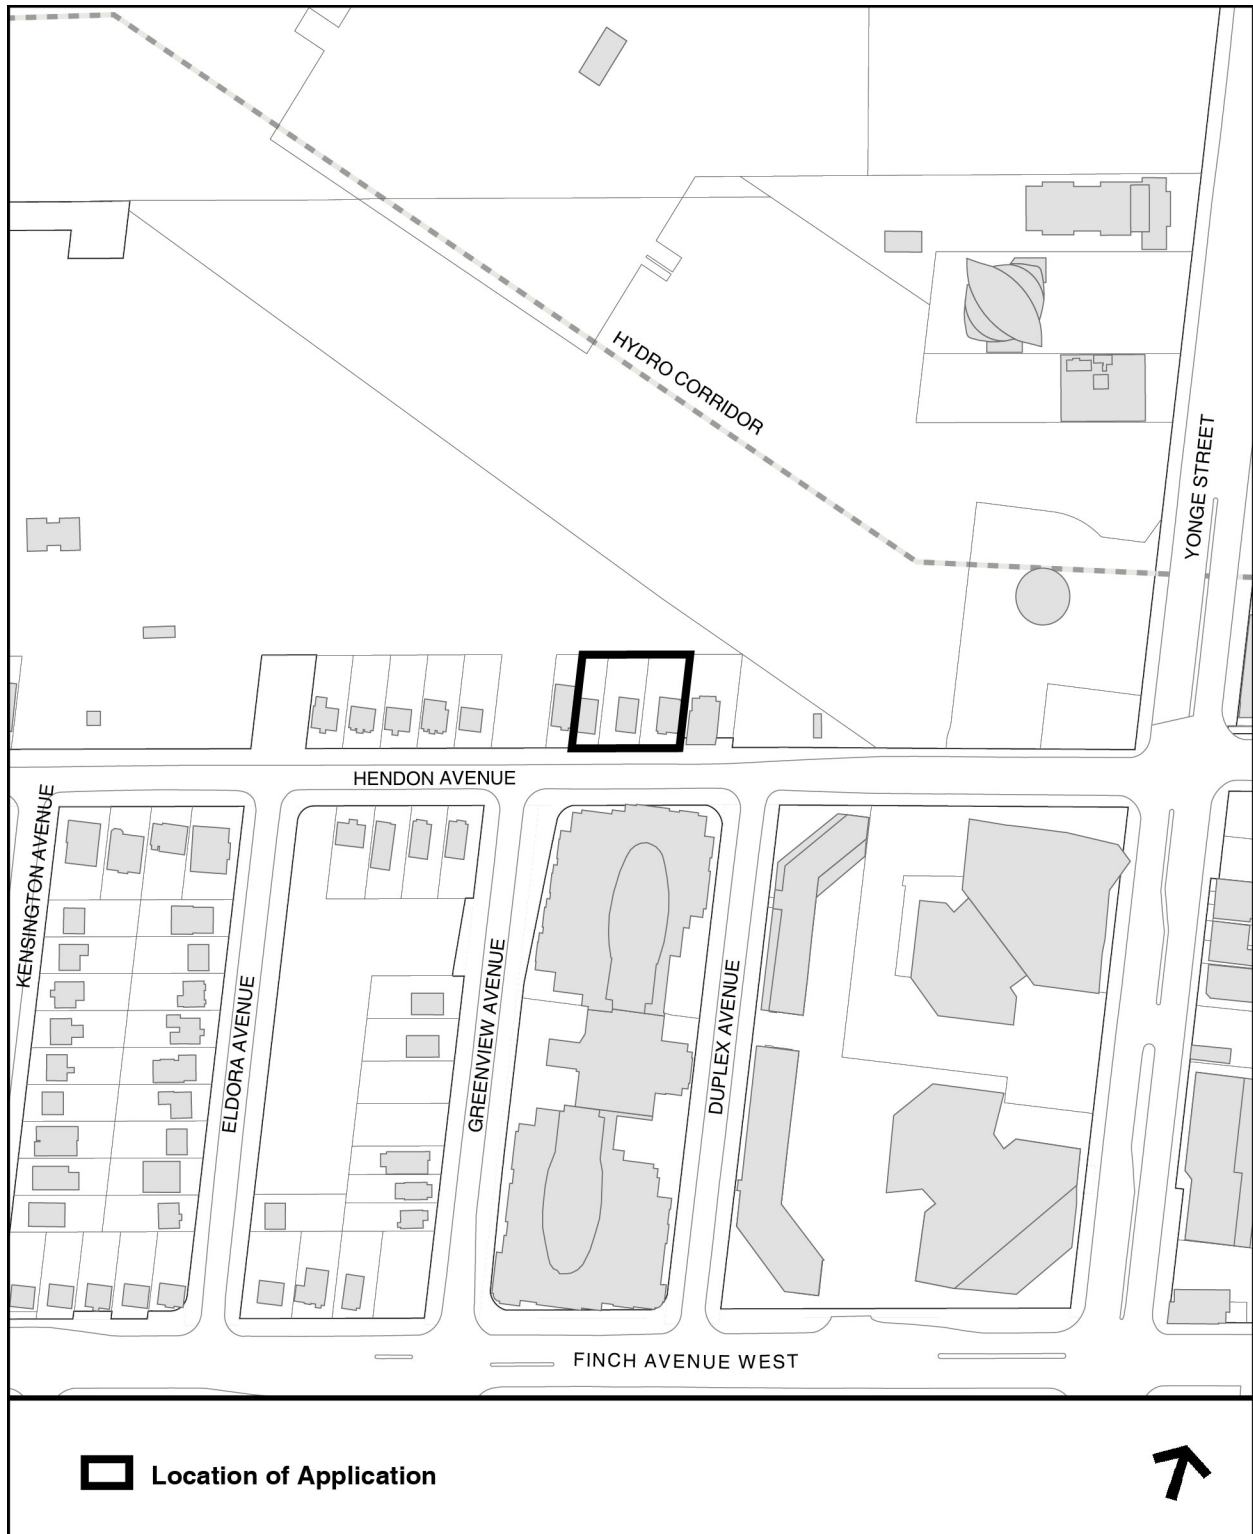 HYDRO CORRIDOR
YONGE STREET
HENDON AVENUE
KENSINGTON AVENUE
ELDORA AVENUE
GREENVIEW AVENUE
DUPLEX AVENUE
FINCH AVENUE WEST
Location of Application